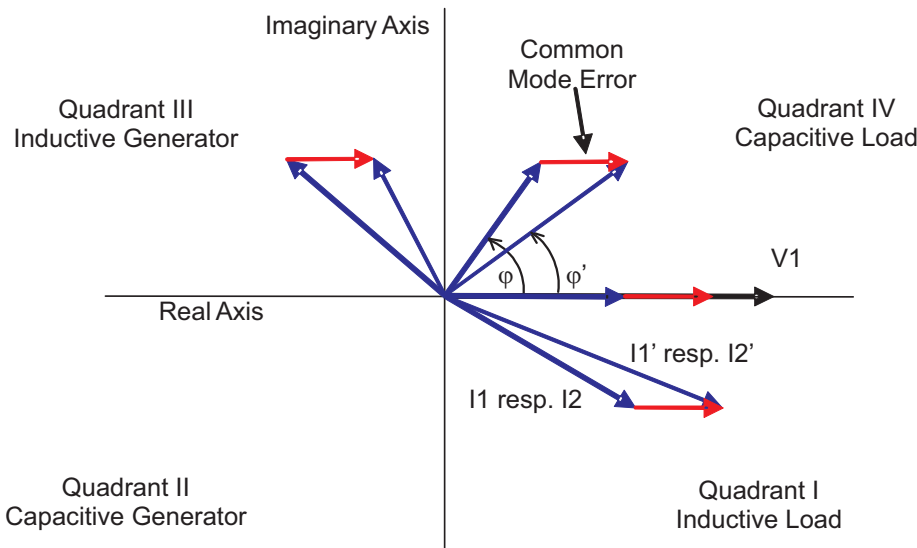 Imaginary Axis
Common
Mode Error
Quadrant III
Inductive Generator
Quadrant IV
Capacitive Load
V1
φ
φ’
Real Axis
I1’ resp. I2’
I1 resp. I2
Quadrant II
Capacitive Generator
Quadrant I
Inductive Load